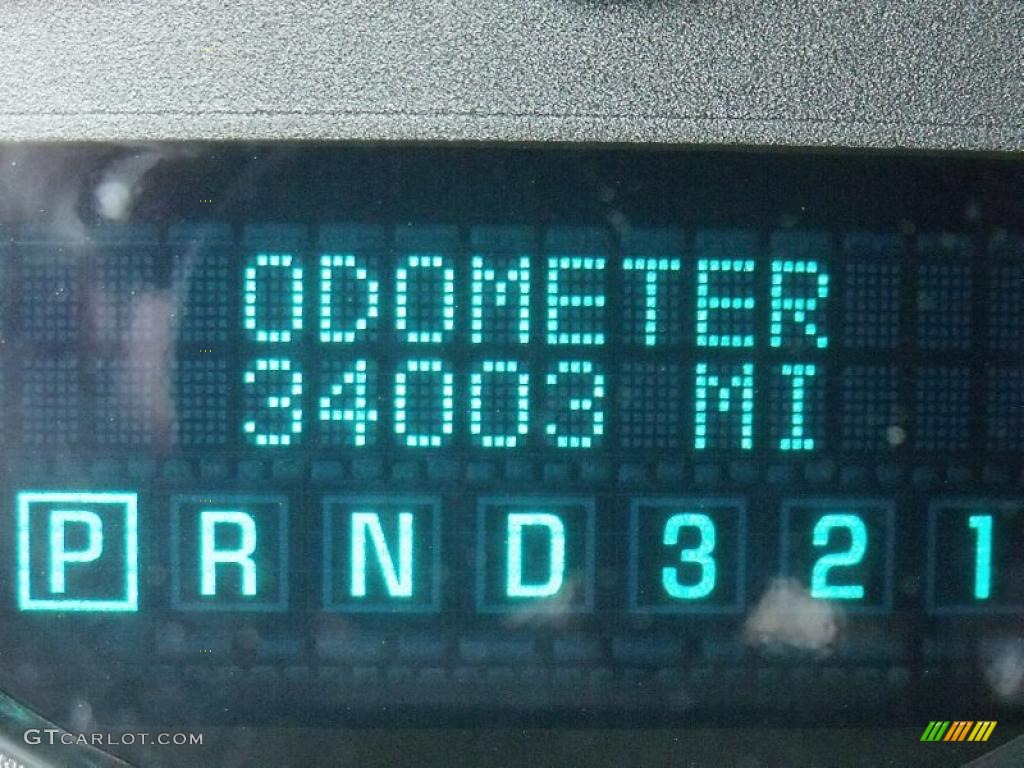 ODOMETER
34003 MI
P R N D 3 2 1
GTCARLOT.COM